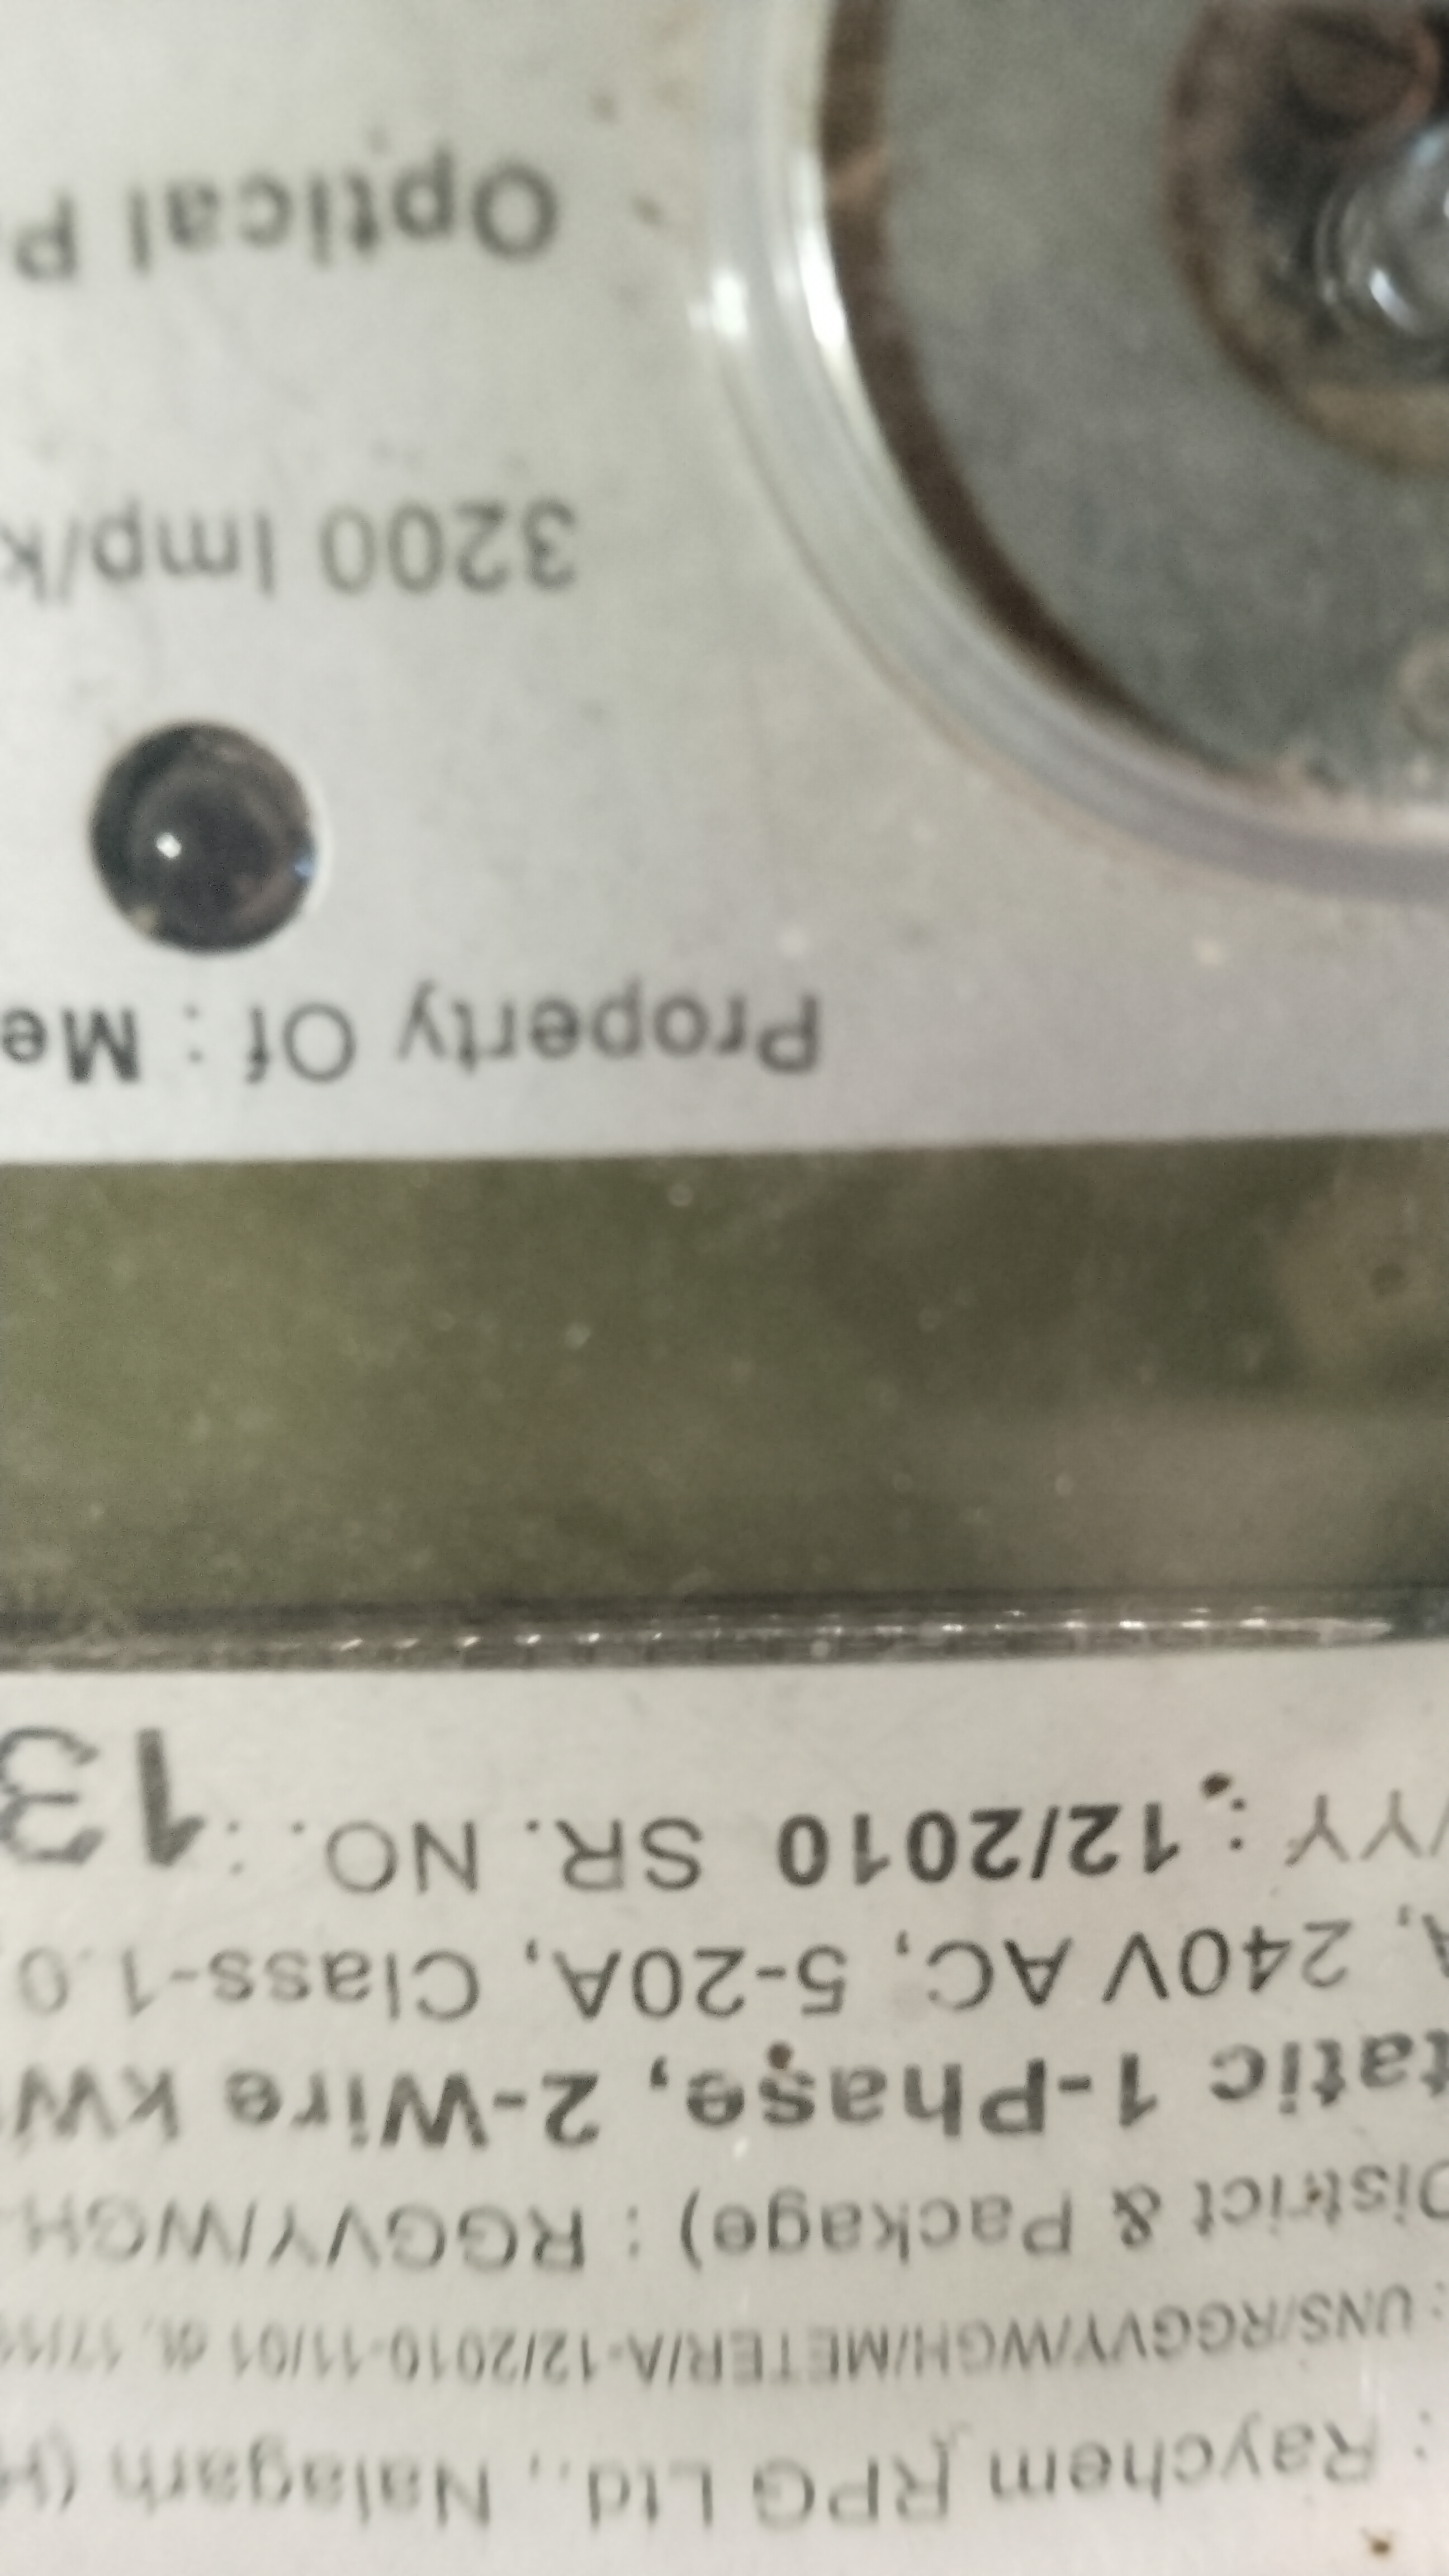 : Raychem RPG Ltd., Nalagarh (H
: UNS/RGGVY/WGH/METER/A-12/2010-11/01 dt. 17/1
District & Package) : RGGVY/WGH-
tatic 1-Phase, 2-Wire kW
A, 240V AC, 5-20A, Class-1.0
/YY : 12/2010 SR. NO. : 13
Property Of : Me
3200 Imp/k
Optical P